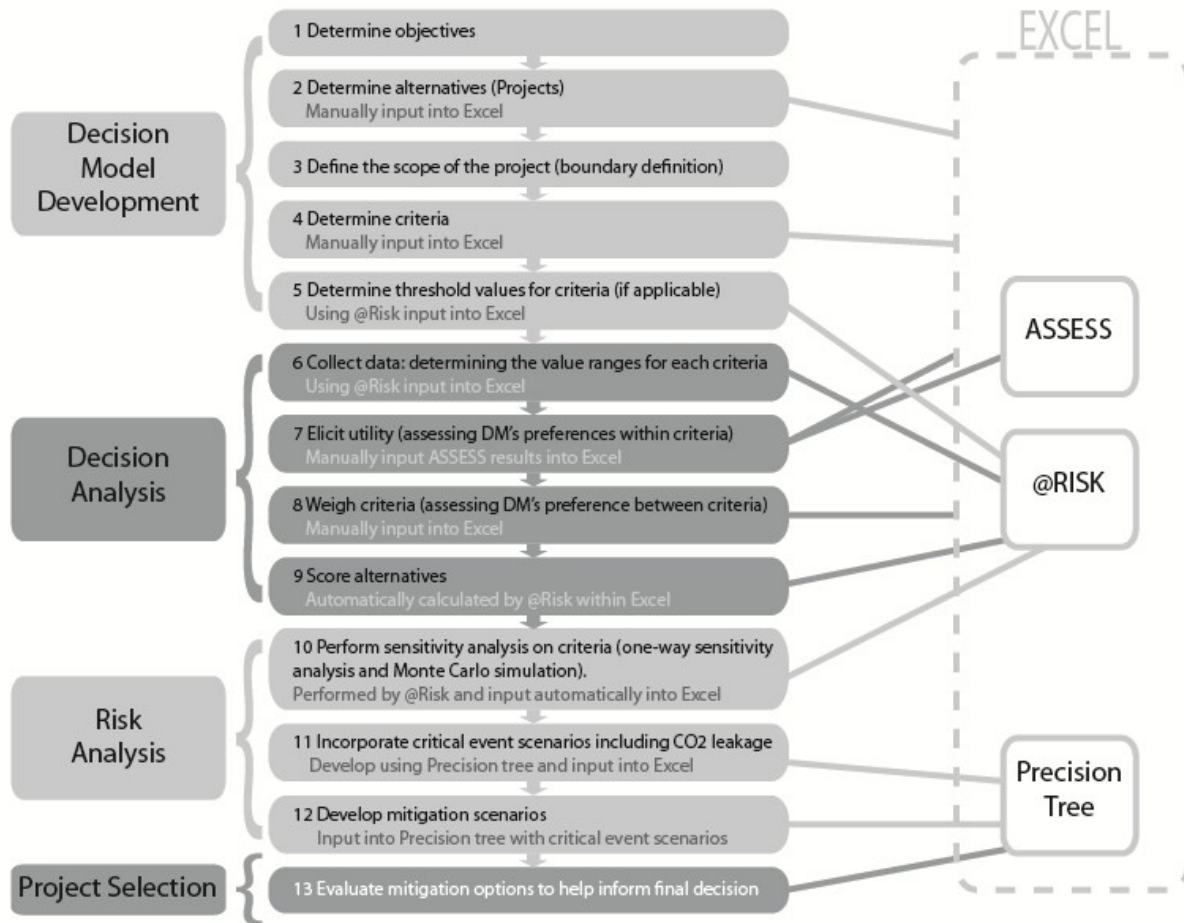 EXCEL
Decision
Model
Development
1 Determine objectives
2 Determine alternatives (Projects)
Manually input into Excel
3 Define the scope of the project (boundary definition)
4 Determine criteria
Manually input into Excel
5 Determine threshold values for criteria (if applicable)
Using @Risk input into Excel
Decision
Analysis
6 Collect data: determining the value ranges for each criteria
Using @Risk input into Excel
7 Elicit utility (assessing DM's preferences within criteria)
Manually input ASSESS results into Excel
8 Weigh criteria (assessing DM's preference between criteria)
Manually input into Excel
9 Score alternatives
Automatically calculated by @Risk within Excel
Risk
Analysis
10 Perform sensitivity analysis on criteria (one-way sensitivity
analysis and Monte Carlo simulation).
Performed by @Risk and input automatically into Excel
11 Incorporate critical event scenarios including CO2 leakage
Develop using Precision tree and input into Excel
12 Develop mitigation scenarios
Input into Precision tree with critical event scenarios
Project Selection
13 Evaluate mitigation options to help inform final decision
ASSESS
@RISK
Precision
Tree